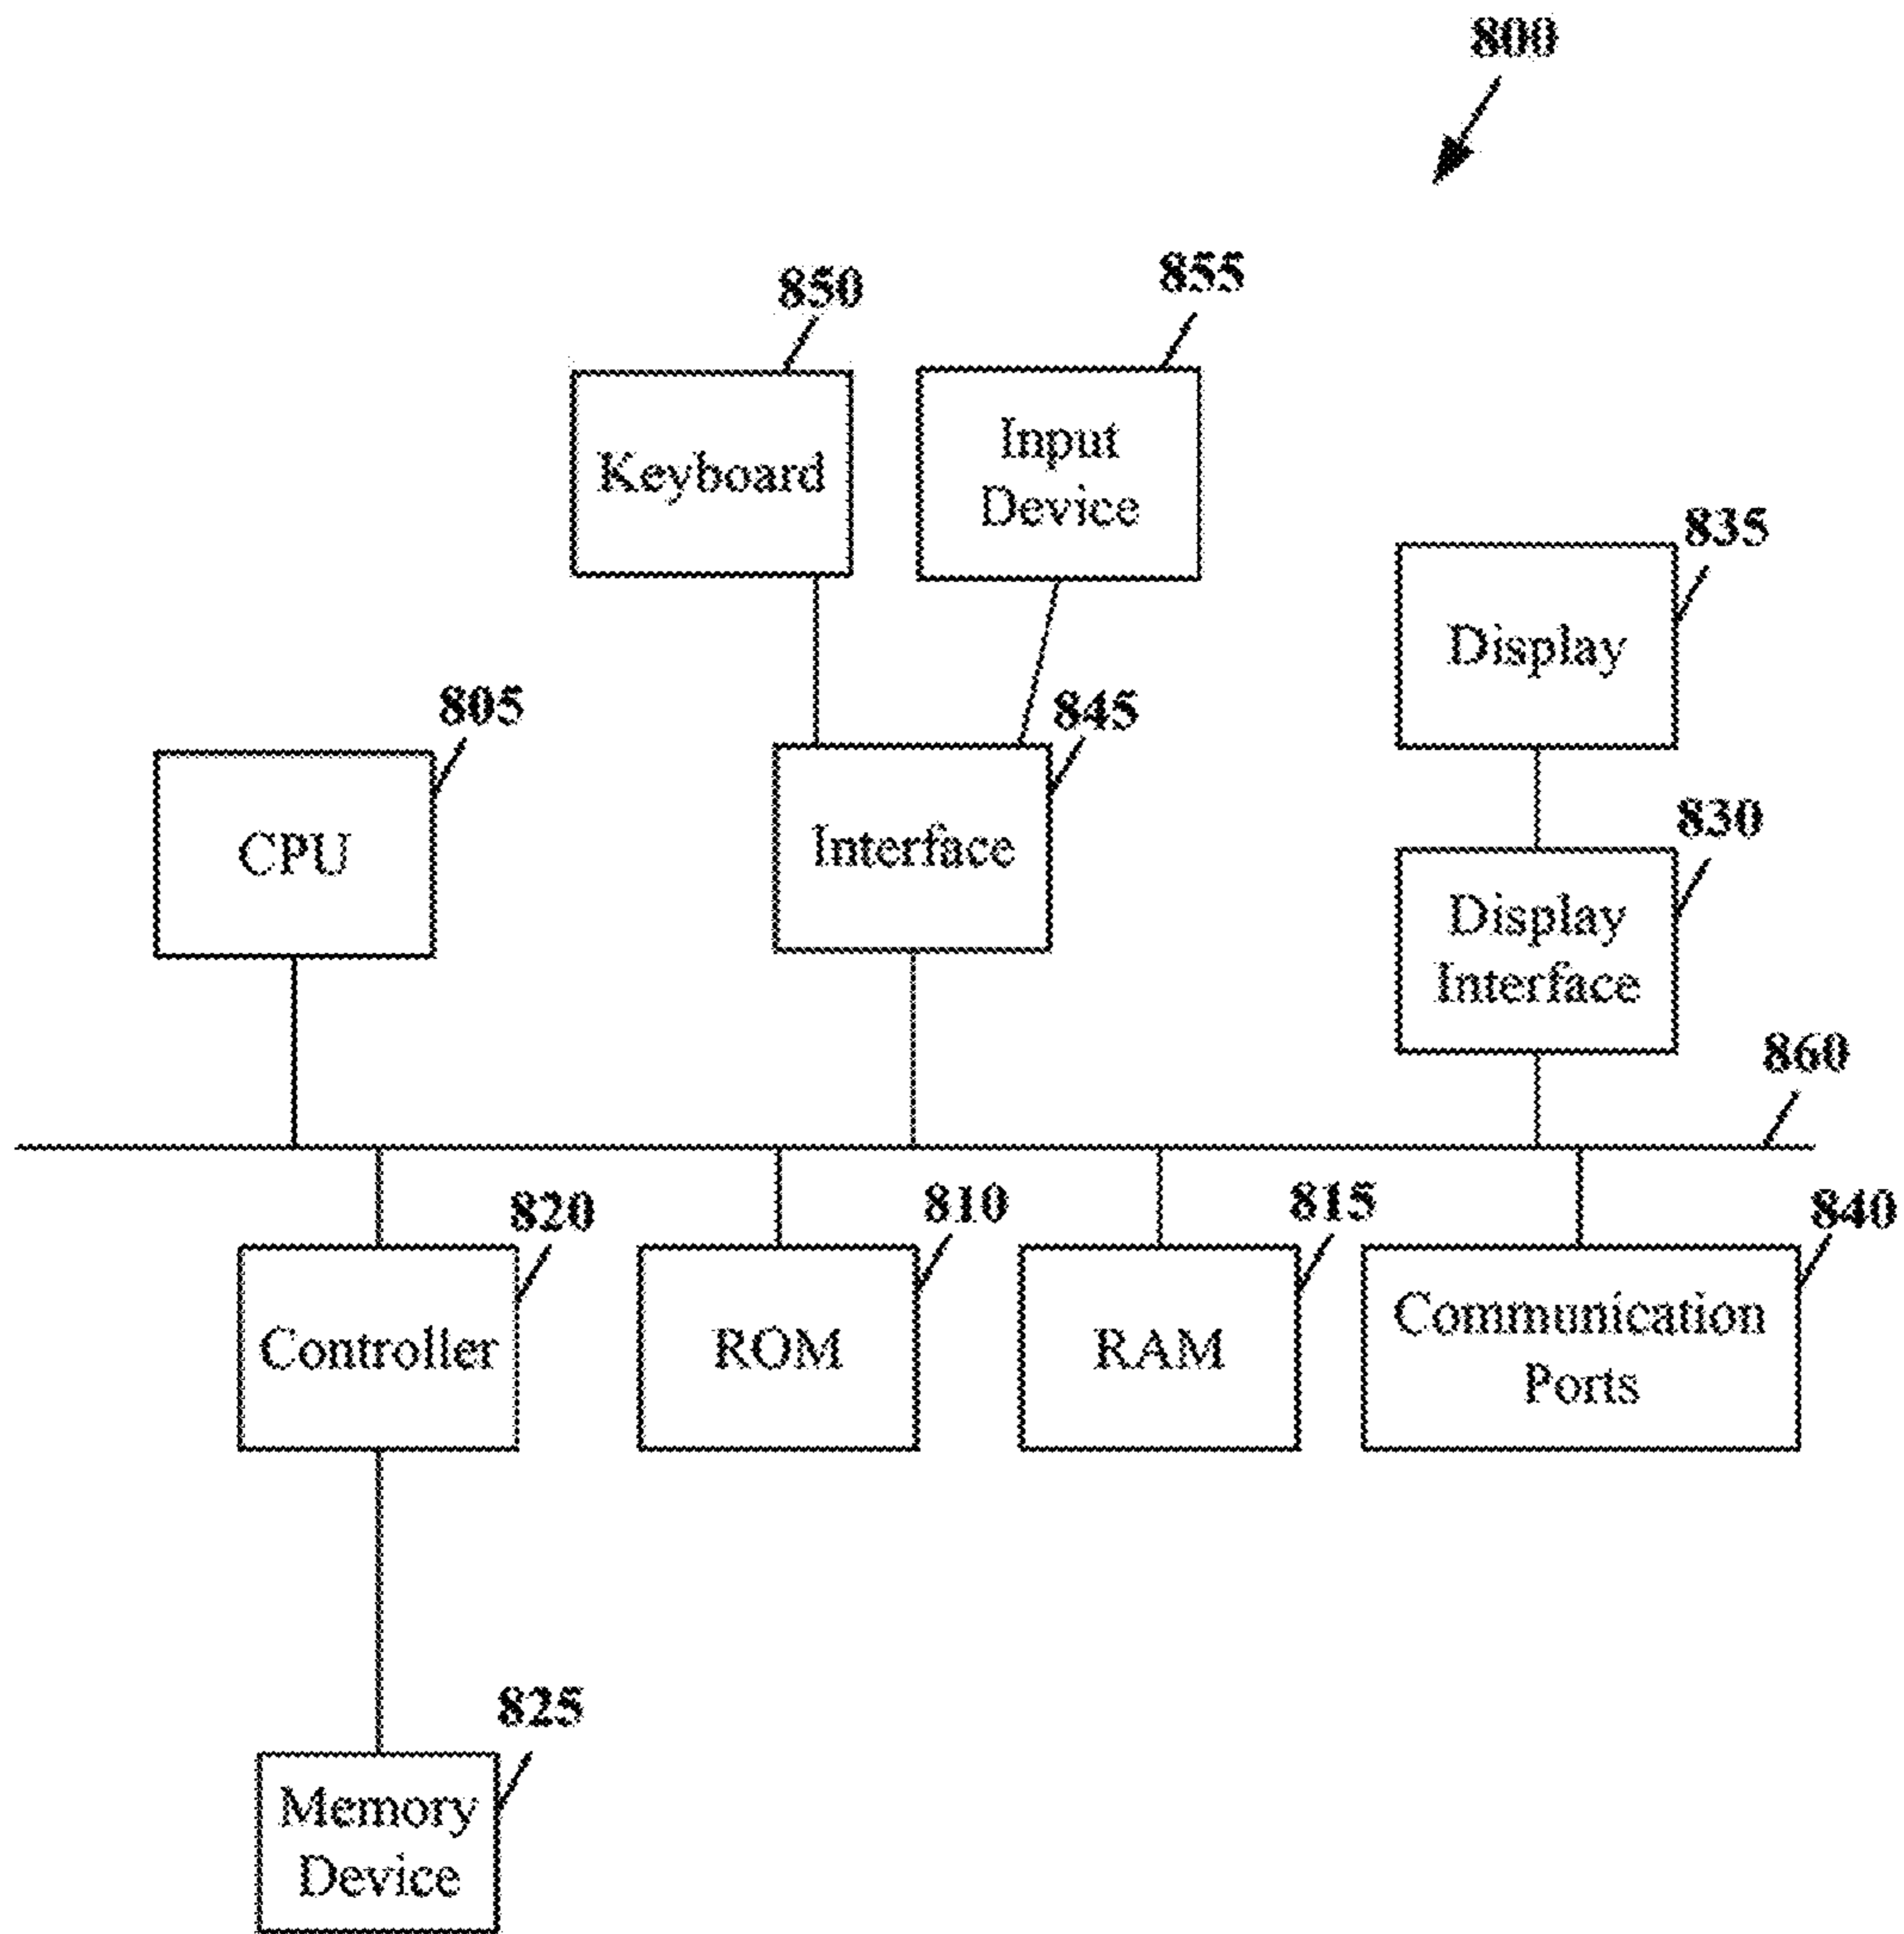 800
850
855
Keyboard
Input
Device
835
Display
805
845
CPU
Interface
830
Display
Interface
860
820
810
815
840
Controller
ROM
RAM
Communication
Ports
825
Memory
Device